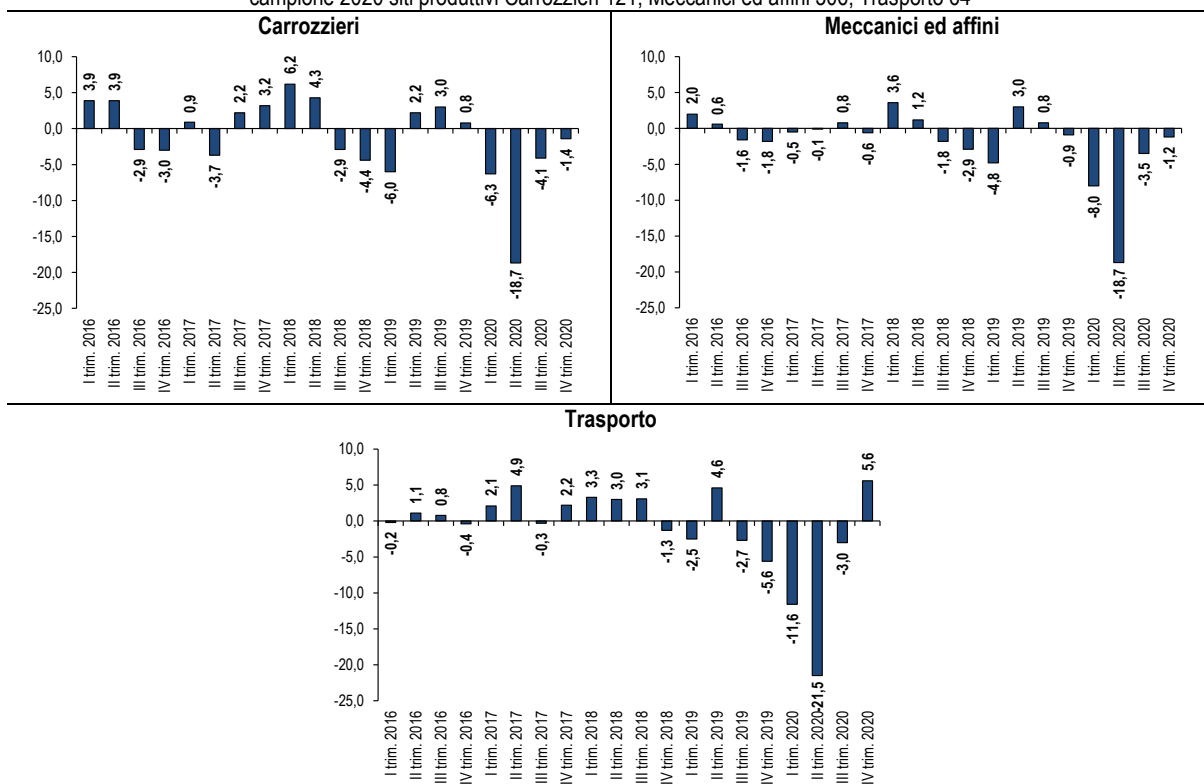 campione 2020 siti produttivi Carrozzieri 121; Meccanici ed affini
Carrozzieri
10,0
5,0
0,0
-5,0
-10,0
-15,0
-20,0
-25,0
3,9
3,9
-2,9
-3,0
0,9
-3,7
2,2
3,2
6,2
4,3
-2,9
-4,4
-6,0
2,2
3,0
0,8
-6,3
-18,7
-4,1
-1,4
I trim. 2016
II trim. 2016
III trim. 2016
IV trim. 2016
I trim. 2017
II trim. 2017
III trim. 2017
IV trim. 2017
I trim. 2018
II trim. 2018
III trim. 2018
IV trim. 2018
I trim. 2019
II trim. 2019
III trim. 2019
IV trim. 2019
I trim. 2020
II trim. 2020
III trim. 2020
IV trim. 2020
Meccanici ed affini
10,0
5,0
0,0
-5,0
-10,0
-15,0
-20,0
-25,0
2,0
0,6
-1,6
-1,8
-0,5
-0,1
0,8
-0,6
3,6
1,2
-1,8
-2,9
-4,8
3,0
0,8
-0,9
-8,0
-18,7
-3,5
-1,2
I trim. 2016
II trim. 2016
III trim. 2016
IV trim. 2016
I trim. 2017
II trim. 2017
III trim. 2017
IV trim. 2017
I trim. 2018
II trim. 2018
III trim. 2018
IV trim. 2018
I trim. 2019
II trim. 2019
III trim. 2019
IV trim. 2019
I trim. 2020
II trim. 2020
III trim. 2020
IV trim. 2020
Trasporto
10,0
5,0
0,0
-5,0
-10,0
-15,0
-20,0
-25,0
-0,2
1,1
0,8
-0,4
2,1
4,9
-0,3
2,2
3,3
3,0
3,1
-1,3
-2,5
4,6
-2,7
-5,6
-11,6
-21,5
-3,0
5,6
I trim. 2016
II trim. 2016
III trim. 2016
IV trim. 2016
I trim. 2017
II trim. 2017
III trim. 2017
IV trim. 2017
I trim. 2018
II trim. 2018
III trim. 2018
IV trim. 2018
I trim. 2019
II trim. 2019
III trim. 2019
IV trim. 2019
I trim. 2020
II trim. 2020
III trim. 2020
IV trim. 2020